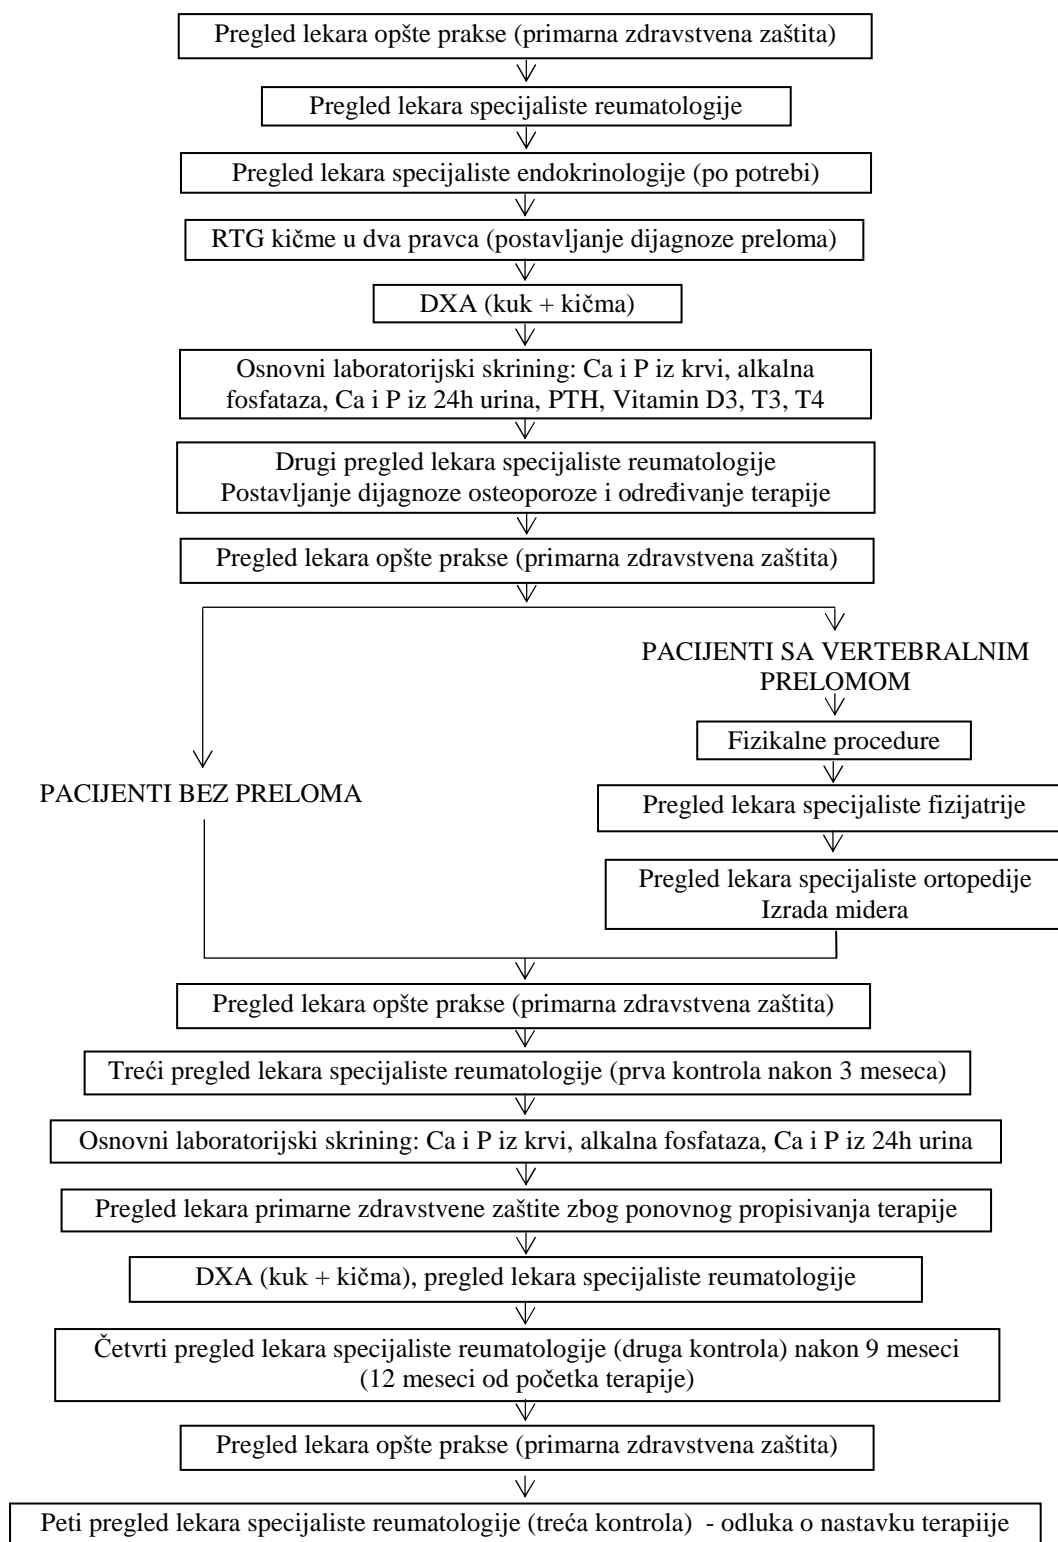 Pregled lekara opšte prakse (primarna zdravstvena zaštita)
Pregled lekara specijaliste reumatologije
Pregled lekara specijaliste endokrinologije (po potrebi)
RTG kičme u dva pravca (postavljanje dijagnoze preloma)
DXA (kuk + kičma)
Osnovni laboratorijski skrining: Ca i P iz krvi, alkalna
fosfataza, Ca i P iz 24h urina, PTH, Vitamin D3, T3, T4
Drugi pregled lekara specijaliste reumatologije
Postavljanje dijagnoze osteoporoze i određivanje terapije
Pregled lekara opšte prakse (primarna zdravstvena zaštita)
PACIJENTI SA VERTEBRALNIM
PRELOMOM
Fizikalne procedure
PACIJENTI BEZ PRELOMA
Pregled lekara specijaliste fizijatrije
Pregled lekara specijaliste ortopedije
Izrada midera
Pregled lekara opšte prakse (primarna zdravstvena zaštita)
Treći pregled lekara specijaliste reumatologije (prva kontrola nakon 3 meseca)
Osnovni laboratorijski skrining: Ca i P iz krvi, alkalna fosfataza, Ca i P iz 24h urina
Pregled lekara primarne zdravstvene zaštite zbog ponovnog propisivanja terapije
DXA (kuk + kičma), pregled lekara specijaliste reumatologije
Četvrti pregled lekara specijaliste reumatologije (druga kontrola) nakon 9 meseci
(12 meseci od početka terapije)
Pregled lekara opšte prakse (primarna zdravstvena zaštita)
Peti pregled lekara specijaliste reumatologije (treća kontrola) - odluka o nastavku terapiije